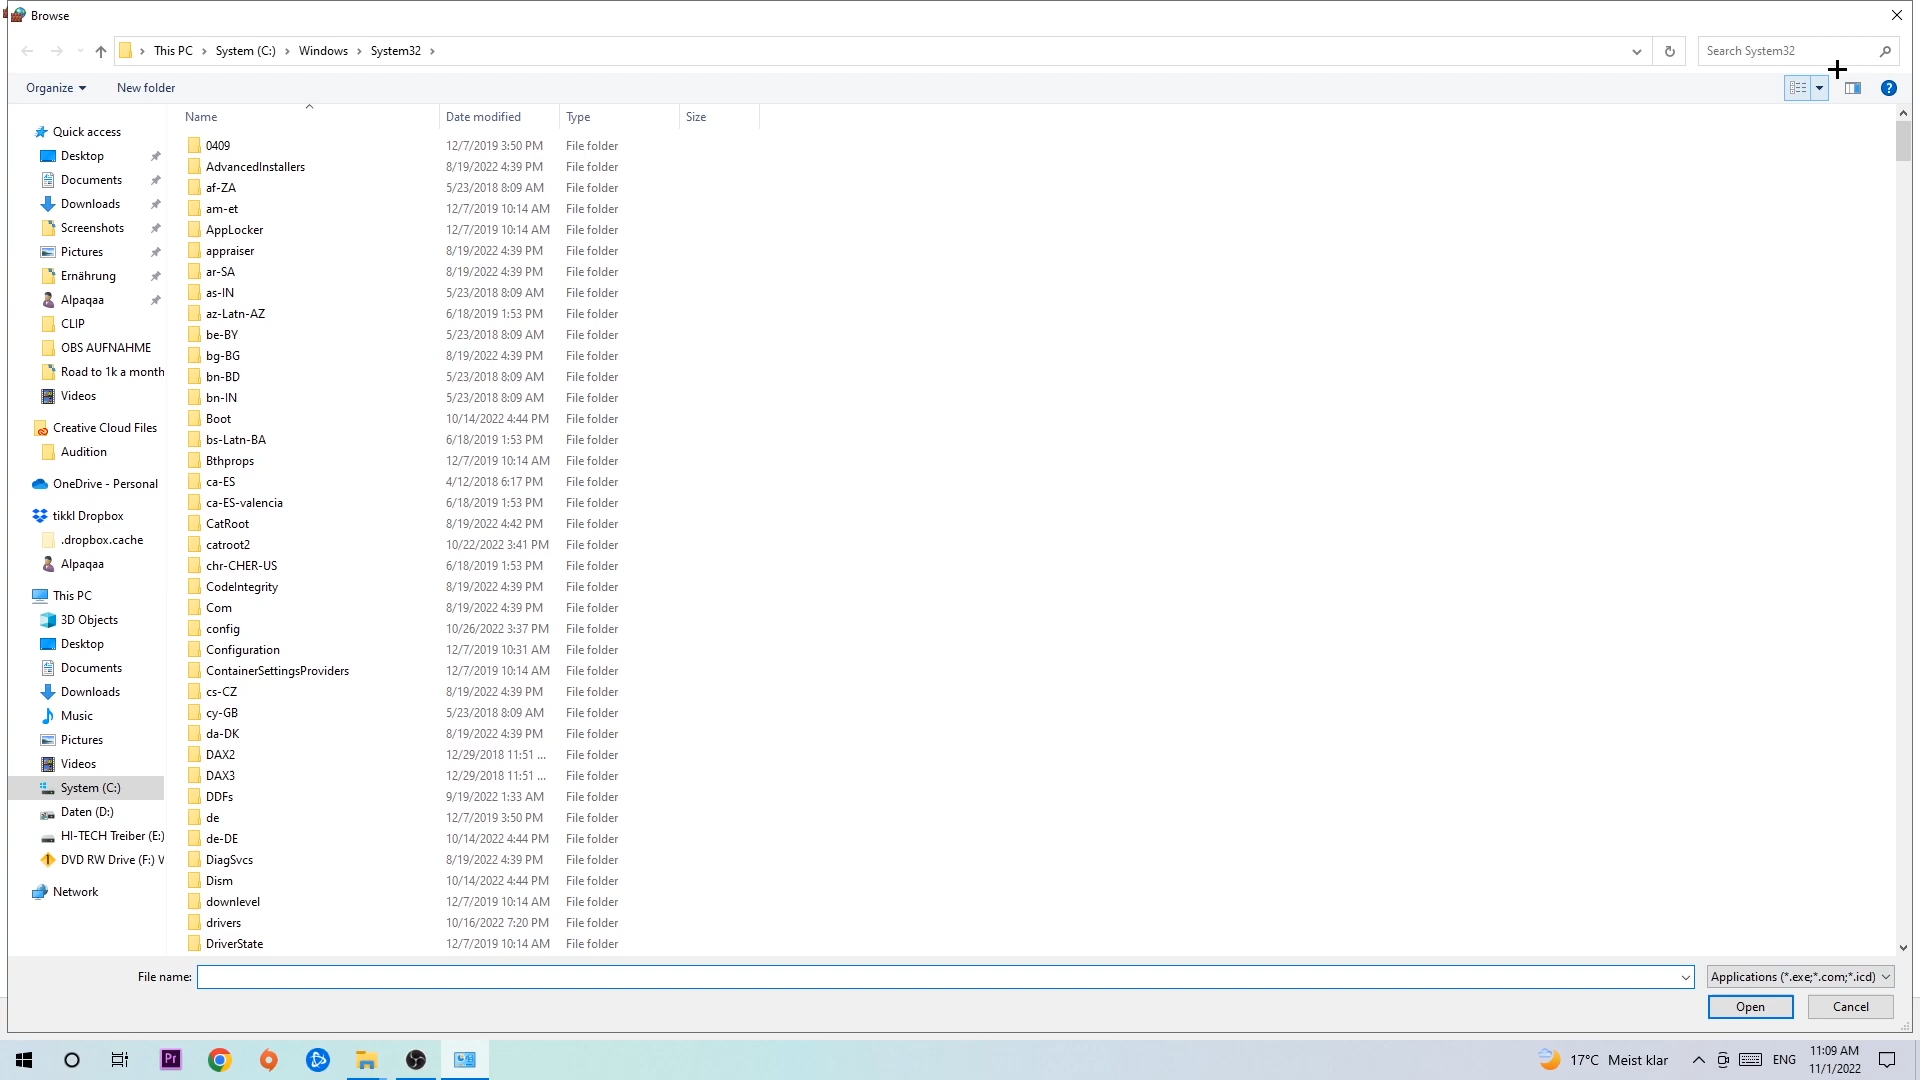 Browse
This PC
System (C:)
Windows
System32
Search System32
Organize
New folder
?
Name
Date modified
Type
Size
Quick access
Desktop
Documents
Downloads
Screenshots
Pictures
Ernährung
Alpaqaa
CLIP
OBS AUFNAHME
Road to 1k a month
Videos
Creative Cloud Files
Audition
OneDrive - Personal
tikkl Dropbox
.dropbox.cache
Alpaqaa
This PC
3D Objects
Desktop
Documents
Downloads
Music
Pictures
Videos
System (C:)
Daten (D:)
HI-TECH Treiber (E:)
DVD RW Drive (F:) V
Network
0409 12/7/2019 3:50 PM File folder
AdvancedInstallers 8/19/2022 4:39 PM File folder
af-ZA 5/23/2018 8:09 AM File folder
am-et 12/7/2019 10:14 AM File folder
AppLocker 12/7/2019 10:14 AM File folder
appraiser 8/19/2022 4:39 PM File folder
ar-SA 8/19/2022 4:39 PM File folder
as-IN 5/23/2018 8:09 AM File folder
az-Latn-AZ 6/18/2019 1:53 PM File folder
be-BY 5/23/2018 8:09 AM File folder
bg-BG 8/19/2022 4:39 PM File folder
bn-BD 5/23/2018 8:09 AM File folder
bn-IN 5/23/2018 8:09 AM File folder
Boot 10/14/2022 4:44 PM File folder
bs-Latn-BA 6/18/2019 1:53 PM File folder
Bthprops 12/7/2019 10:14 AM File folder
ca-ES 4/12/2018 6:17 PM File folder
ca-ES-valencia 6/18/2019 1:53 PM File folder
CatRoot 8/19/2022 4:42 PM File folder
catroot2 10/22/2022 3:41 PM File folder
chr-CHER-US 6/18/2019 1:53 PM File folder
CodeIntegrity 8/19/2022 4:39 PM File folder
Com 8/19/2022 4:39 PM File folder
config 10/26/2022 3:37 PM File folder
Configuration 12/7/2019 10:31 AM File folder
ContainerSettingsProviders 12/7/2019 10:14 AM File folder
cs-CZ 8/19/2022 4:39 PM File folder
cy-GB 5/23/2018 8:09 AM File folder
da-DK 8/19/2022 4:39 PM File folder
DAX2 12/29/2018 11:51 ... File folder
DAX3 12/29/2018 11:51 ... File folder
DDFs 9/19/2022 1:33 AM File folder
de 12/7/2019 3:50 PM File folder
de-DE 10/14/2022 4:44 PM File folder
DiagSvcs 8/19/2022 4:39 PM File folder
Dism 10/14/2022 4:44 PM File folder
downlevel 12/7/2019 10:14 AM File folder
drivers 10/16/2022 7:20 PM File folder
DriverState 12/7/2019 10:14 AM File folder
File name:
Applications (*.exe;*.com;*.icd)
Open
Cancel
Pr
17°C Meist klar
ENG
11:09 AM
11/1/2022